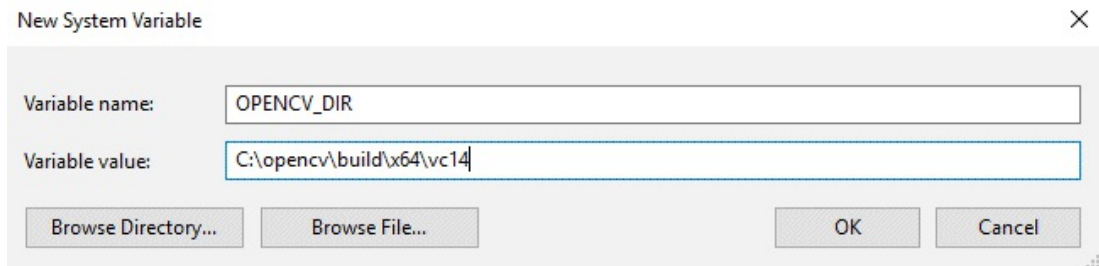 New System Variable
Variable name: OPENCV_DIR
Variable value: C:\opencv\build\x64\vc14
Browse Directory... Browse File... OK Cancel